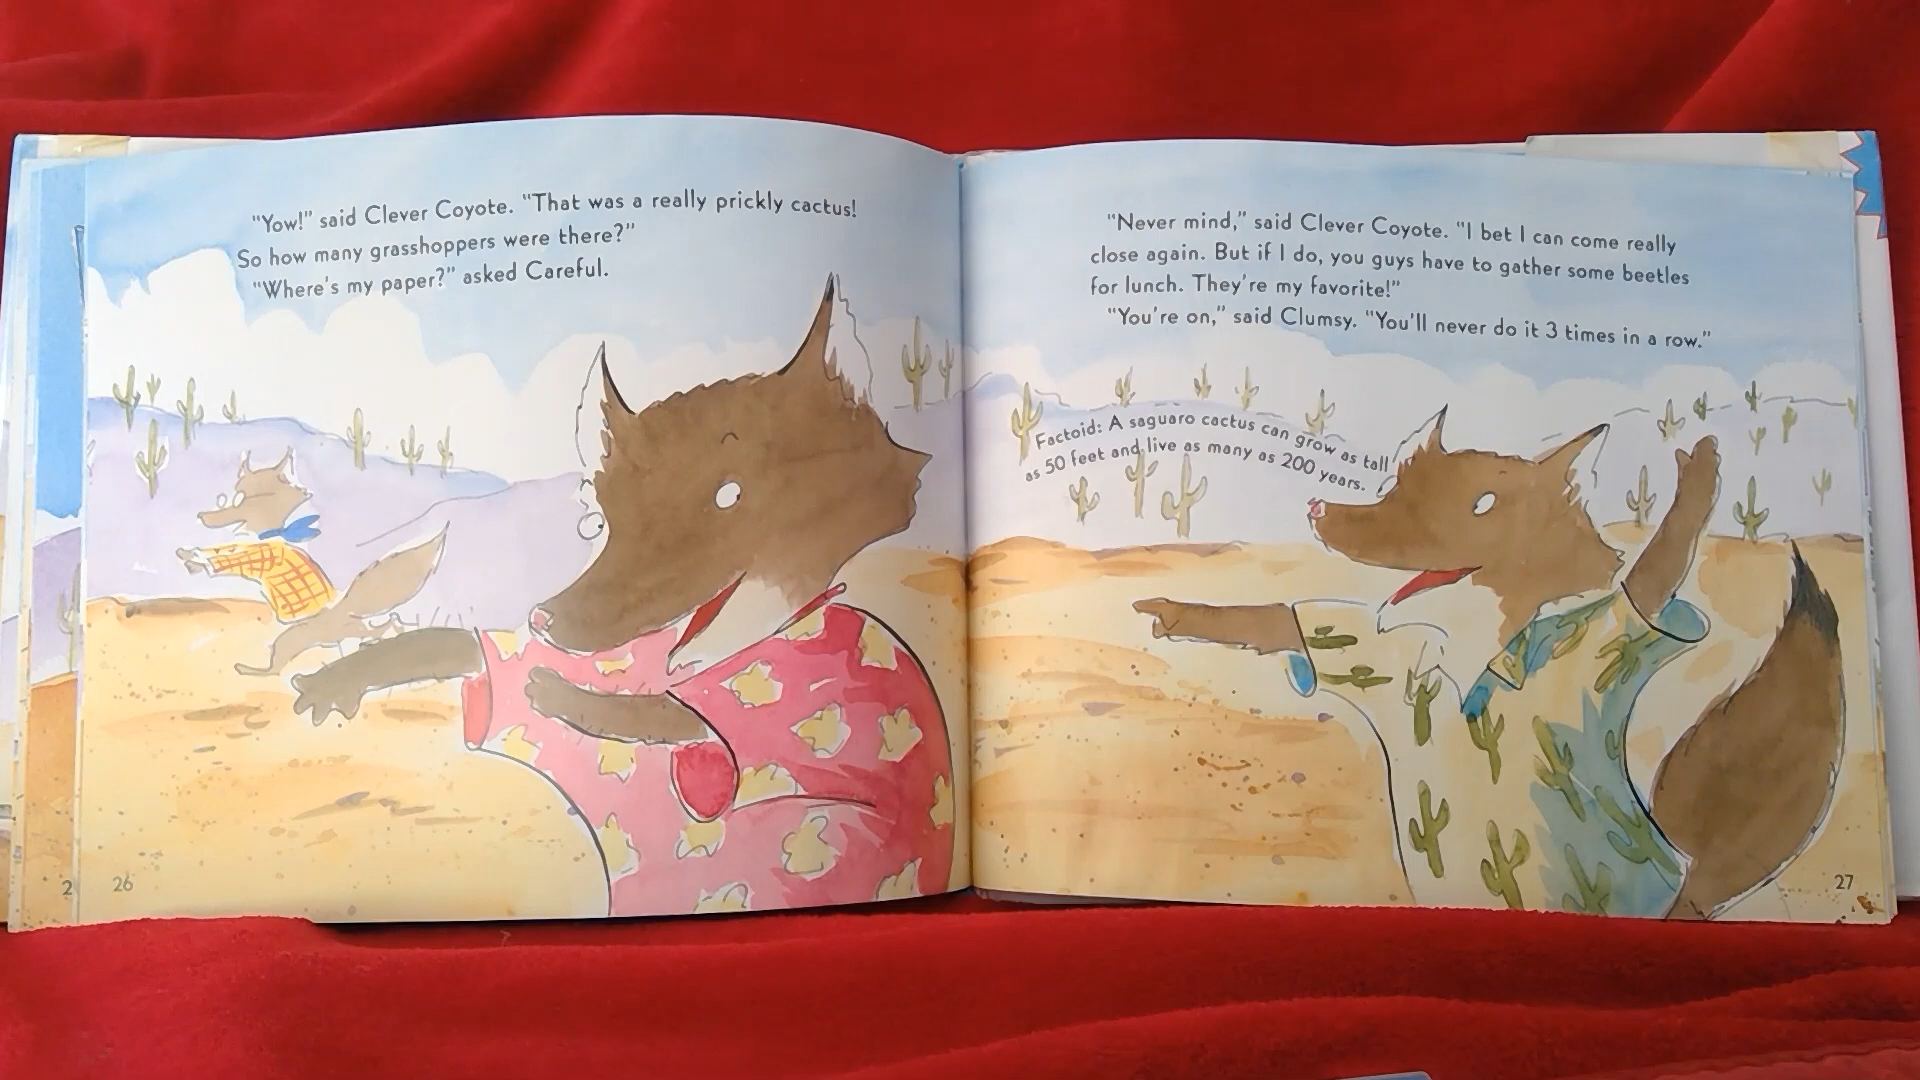 "Yow!" said Clever Coyote. "That was a really prickly cactus!
So how many grasshoppers were there?"
"Where's my paper?" asked Careful.
2
26
"Never mind," said Clever Coyote. "I bet I can come really
close again. But if I do, you guys have to gather some beetles
for lunch. They're my favorite!"
"You're on," said Clumsy. "You'll never do it 3 times in a row."
Factoid: A saguaro cactus can grow as tall
as 50 feet and live as many as 200 years.
27